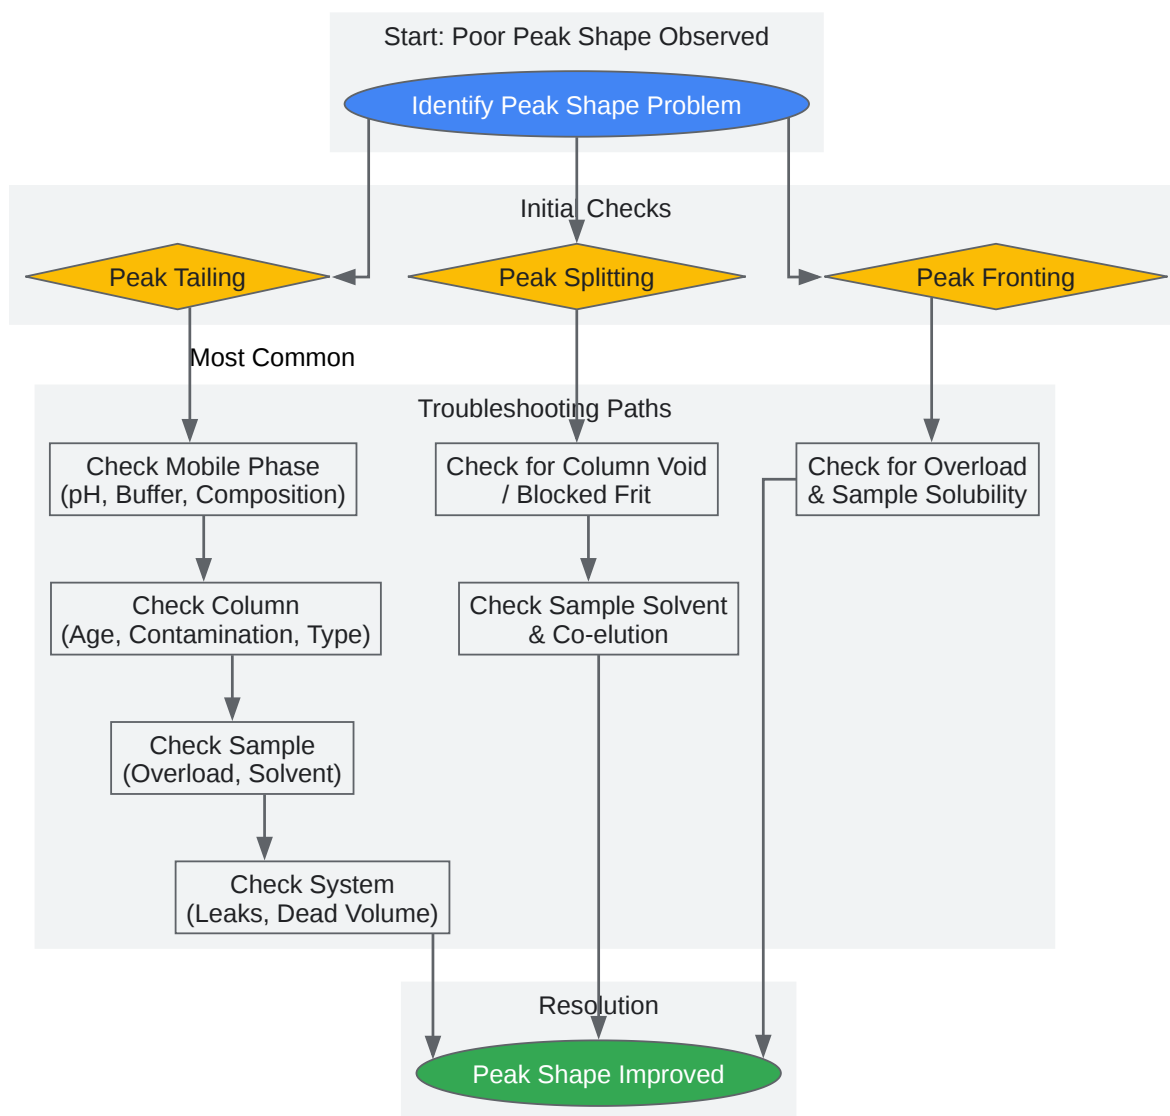 Start: Poor Peak Shape Observed
Identify Peak Shape Problem
Initial Checks
Peak Tailing
Peak Splitting
Peak Fronting
Most Common
Troubleshooting Paths
Check Mobile Phase
(pH, Buffer, Composition)
Check for Column Void
/ Blocked Frit
Check for Overload
& Sample Solubility
Check Column
(Age, Contamination, Type)
Check Sample Solvent
& Co-elution
Check Sample
(Overload, Solvent)
Check System
(Leaks, Dead Volume)
Resolution
Peak Shape Improved